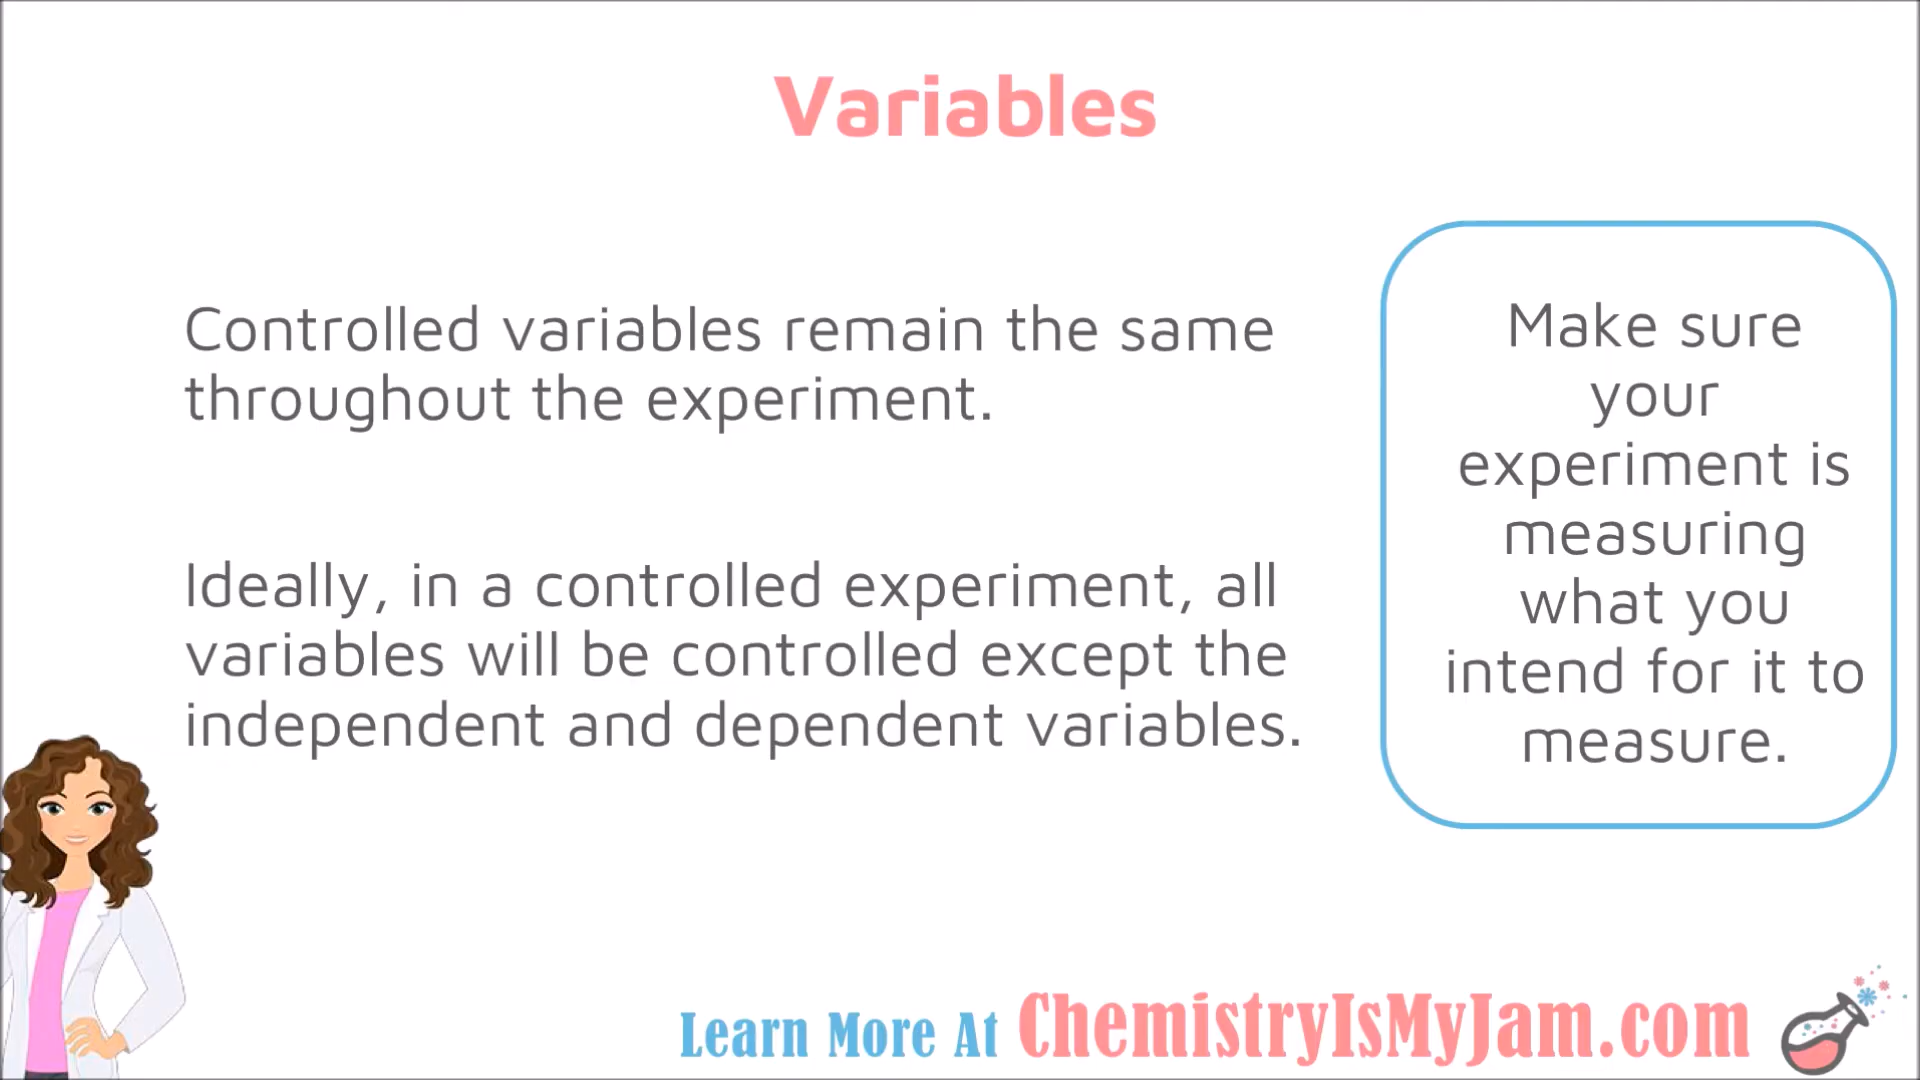 Variables
Controlled variables remain the same
throughout the experiment.
Ideally, in a controlled experiment, all
variables will be controlled except the
independent and dependent variables.
Make sure
your
experiment is
measuring
what you
intend for it to
measure.
Learn More At ChemistryIsMyJam.com